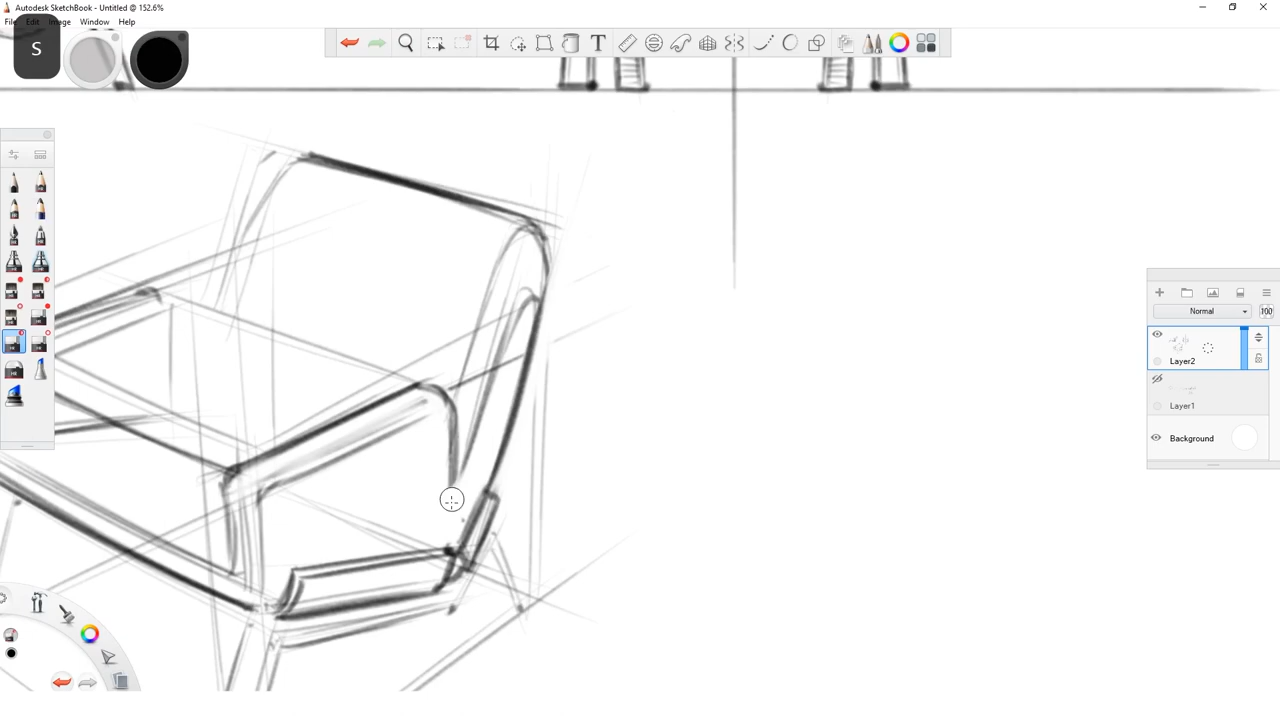 Autodesk SketchBook - Untitled @ 152.6%
File Edit Image Window Help
S
T
Normal
100
Layer2
Layer1
Background